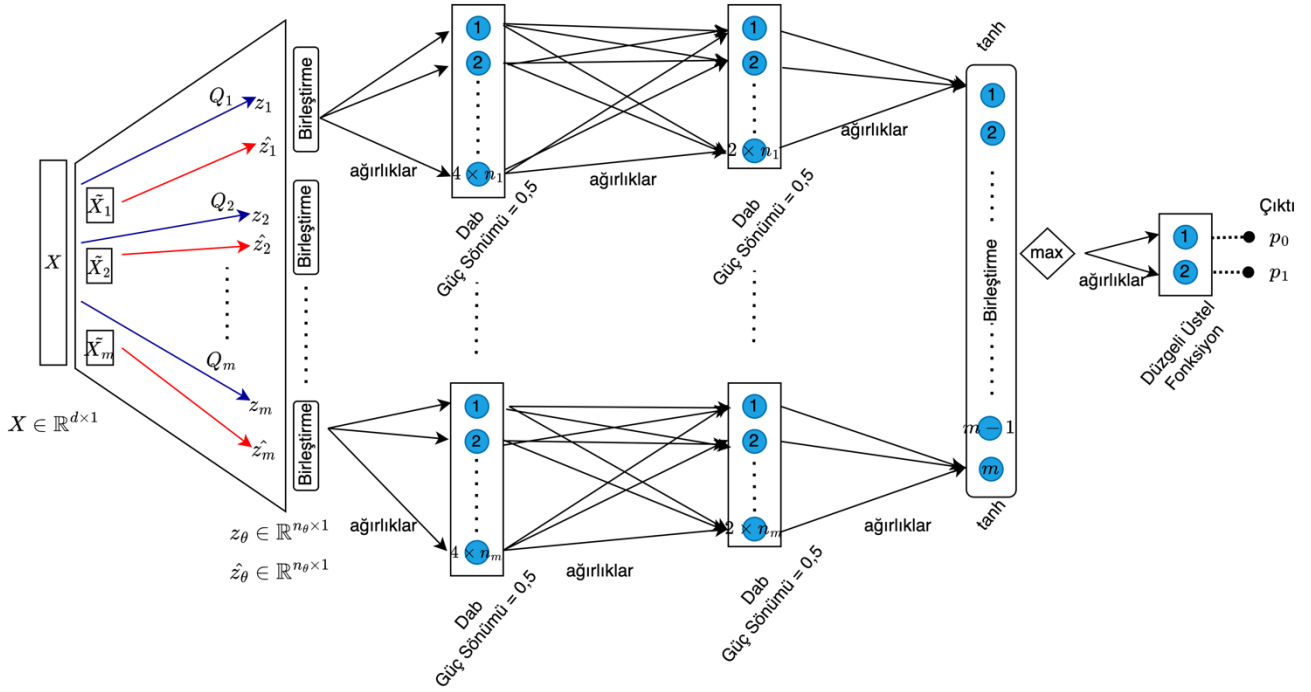 X
X ∈ ℝ^{d×1}
X̃_1
X̃_2
X̃_m
Q_1
z_1
ẑ_1
Q_2
z_2
ẑ_2
Q_m
z_m
ẑ_m
z_θ ∈ ℝ^{n_θ×1}
ẑ_θ ∈ ℝ^{n_θ×1}
Birleştirme
Birleştirme
Birleştirme
ağırlıklar
1
2
4 × n_1
Dab
Güç Sönümü = 0,5
ağırlıklar
1
2
2 × n_1
Dab
Güç Sönümü = 0,5
ağırlıklar
ağırlıklar
1
2
4 × n_m
Dab
Güç Sönümü = 0,5
ağırlıklar
1
2
2 × n_m
Dab
Güç Sönümü = 0,5
ağırlıklar
tanh
1
2
Birleştirme
m − 1
m
tanh
max
ağırlıklar
1
2
Düzgeli Üstel
Fonksiyon
Çıktı
p_0
p_1